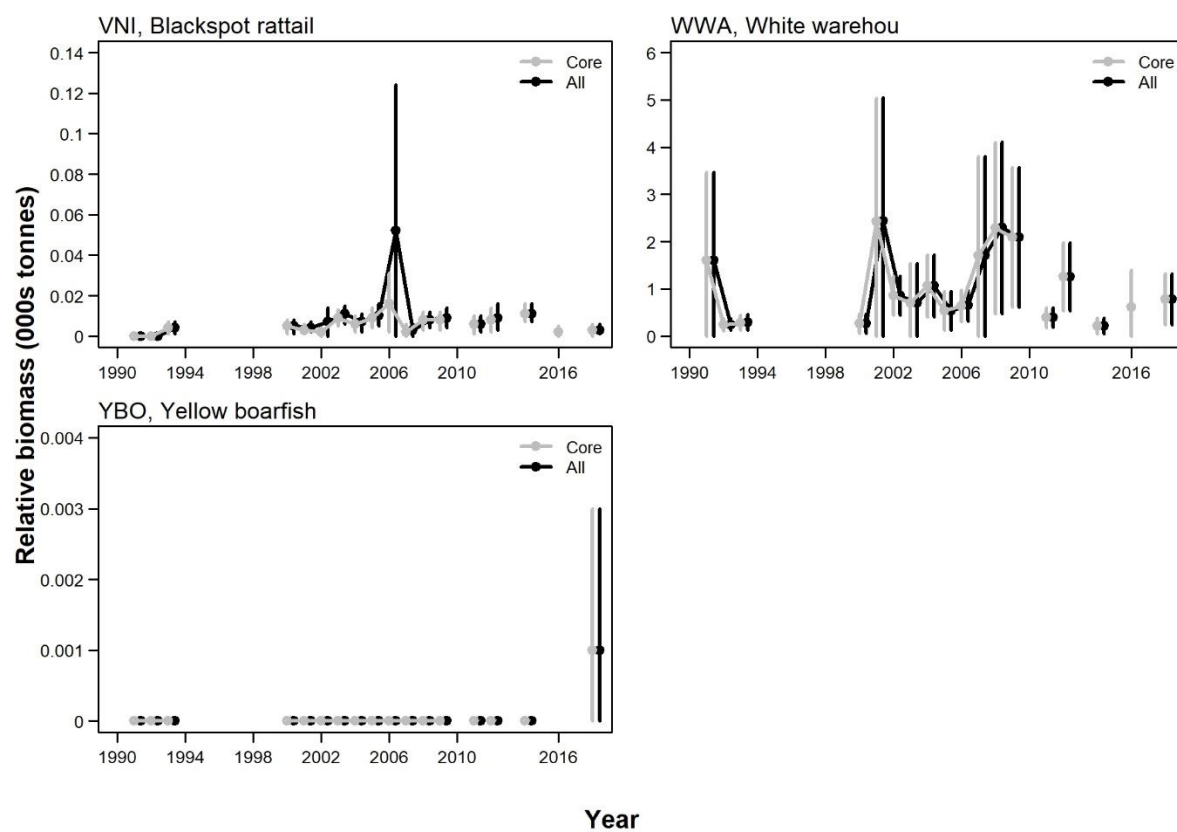 VNI, Blackspot rattail
0.14
0.12
0.1
0.08
0.06
0.04
0.02
0
Core
All
1990 1994 1998 2002 2006 2010 2016
WWA, White warehou
6
5
4
3
2
1
0
Core
All
1990 1994 1998 2002 2006 2010 2016
YBO, Yellow boarfish
0.004
0.003
0.002
0.001
0
Core
All
1990 1994 1998 2002 2006 2010 2016
Relative biomass (000s tonnes)
Year